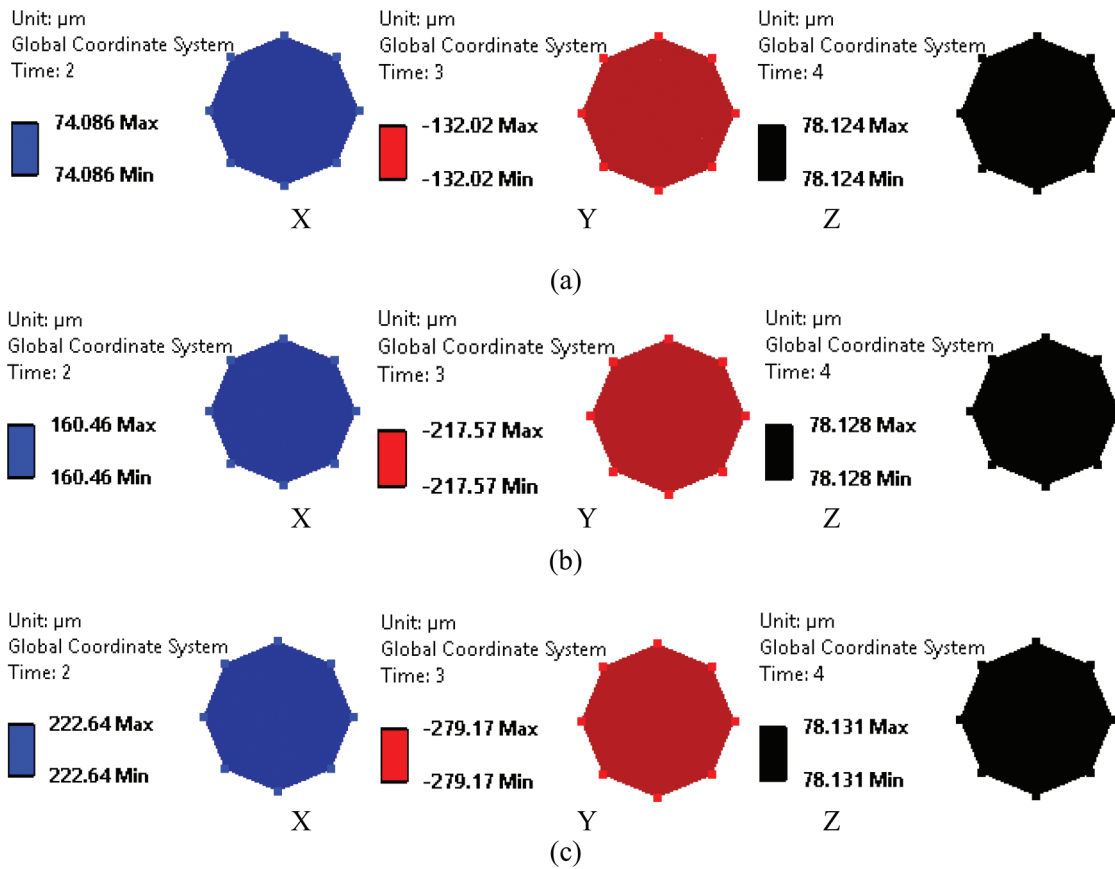 Unit: µm
Global Coordinate System
Time: 2
74.086 Max
74.086 Min
X
Unit: µm
Global Coordinate System
Time: 3
-132.02 Max
-132.02 Min
Y
Unit: µm
Global Coordinate System
Time: 4
78.124 Max
78.124 Min
Z
(a)
Unit: µm
Global Coordinate System
Time: 2
160.46 Max
160.46 Min
X
Unit: µm
Global Coordinate System
Time: 3
-217.57 Max
-217.57 Min
Y
Unit: µm
Global Coordinate System
Time: 4
78.128 Max
78.128 Min
Z
(b)
Unit: µm
Global Coordinate System
Time: 2
222.64 Max
222.64 Min
X
Unit: µm
Global Coordinate System
Time: 3
-279.17 Max
-279.17 Min
Y
Unit: µm
Global Coordinate System
Time: 4
78.131 Max
78.131 Min
Z
(c)